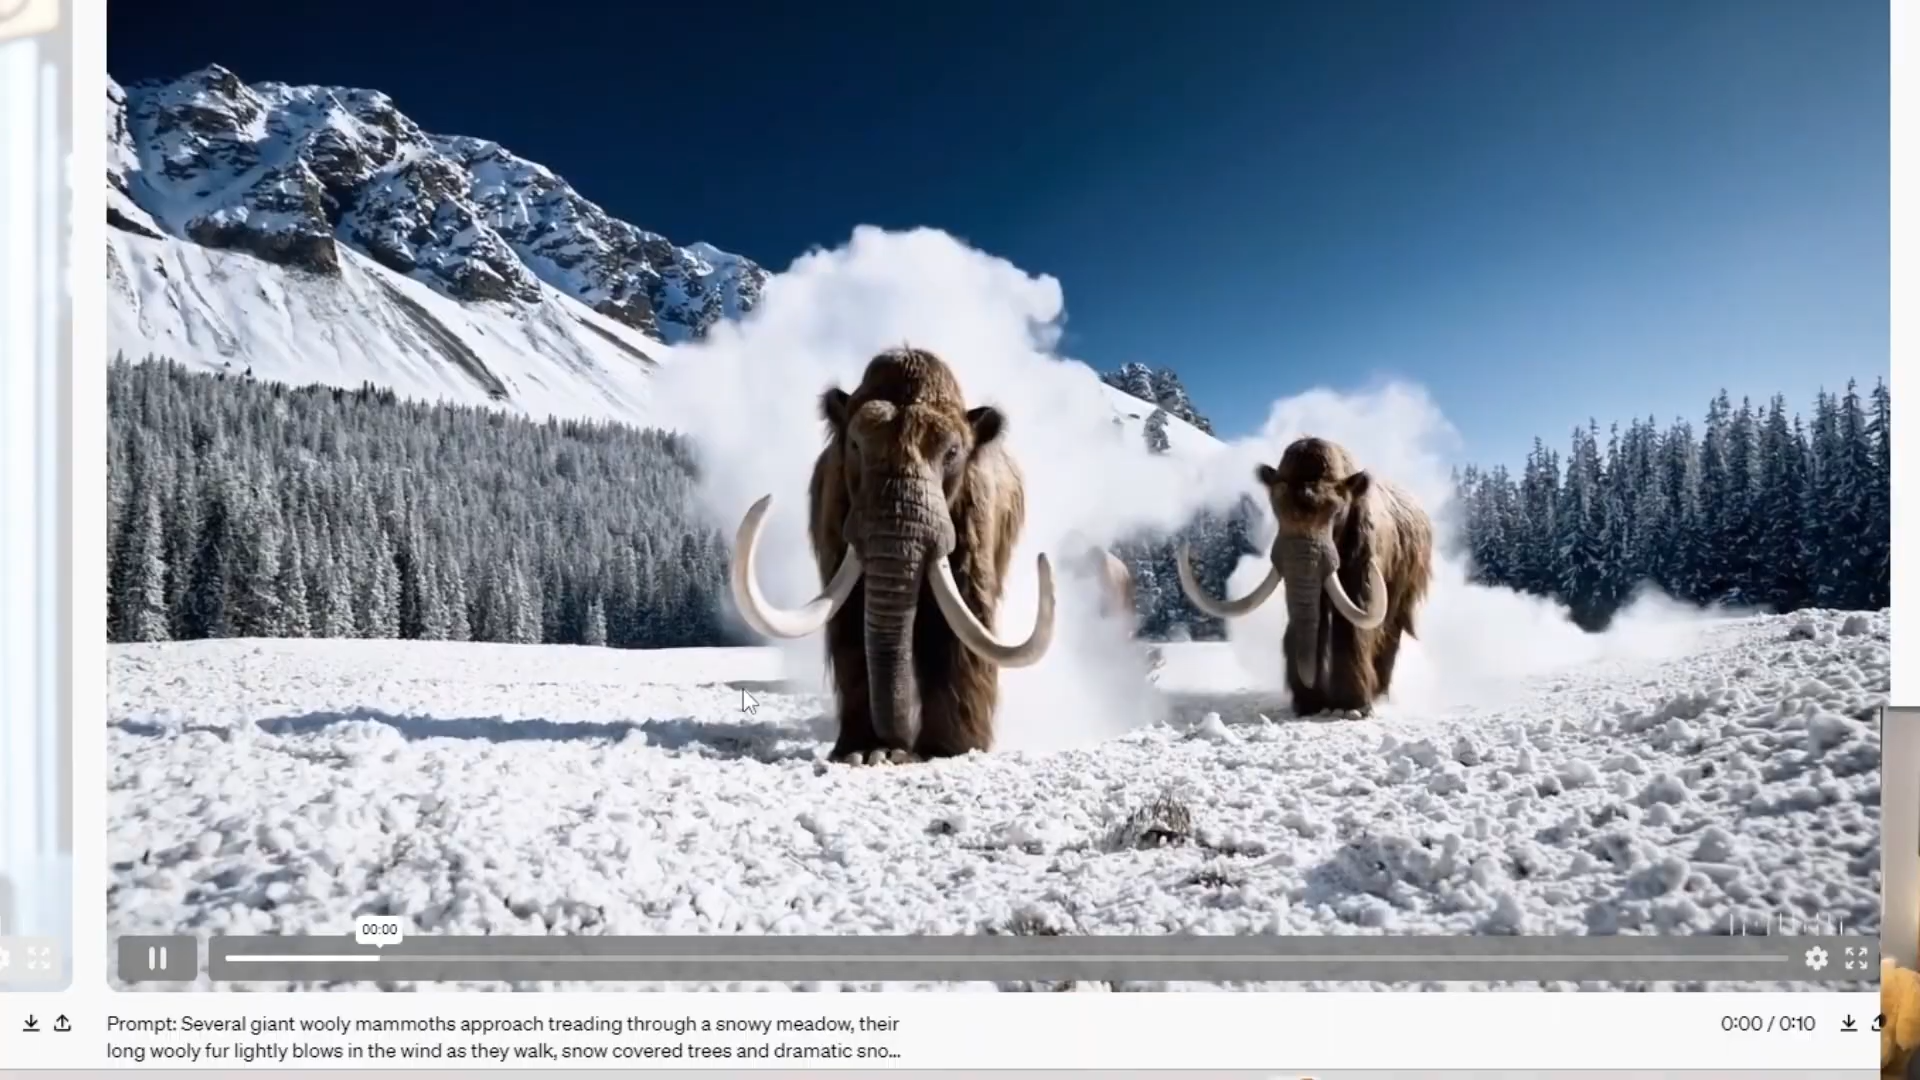 00:00
Prompt: Several giant wooly mammoths approach treading through a snowy meadow, their
long wooly fur lightly blows in the wind as they walk, snow covered trees and dramatic sno...
0:00 / 0:10